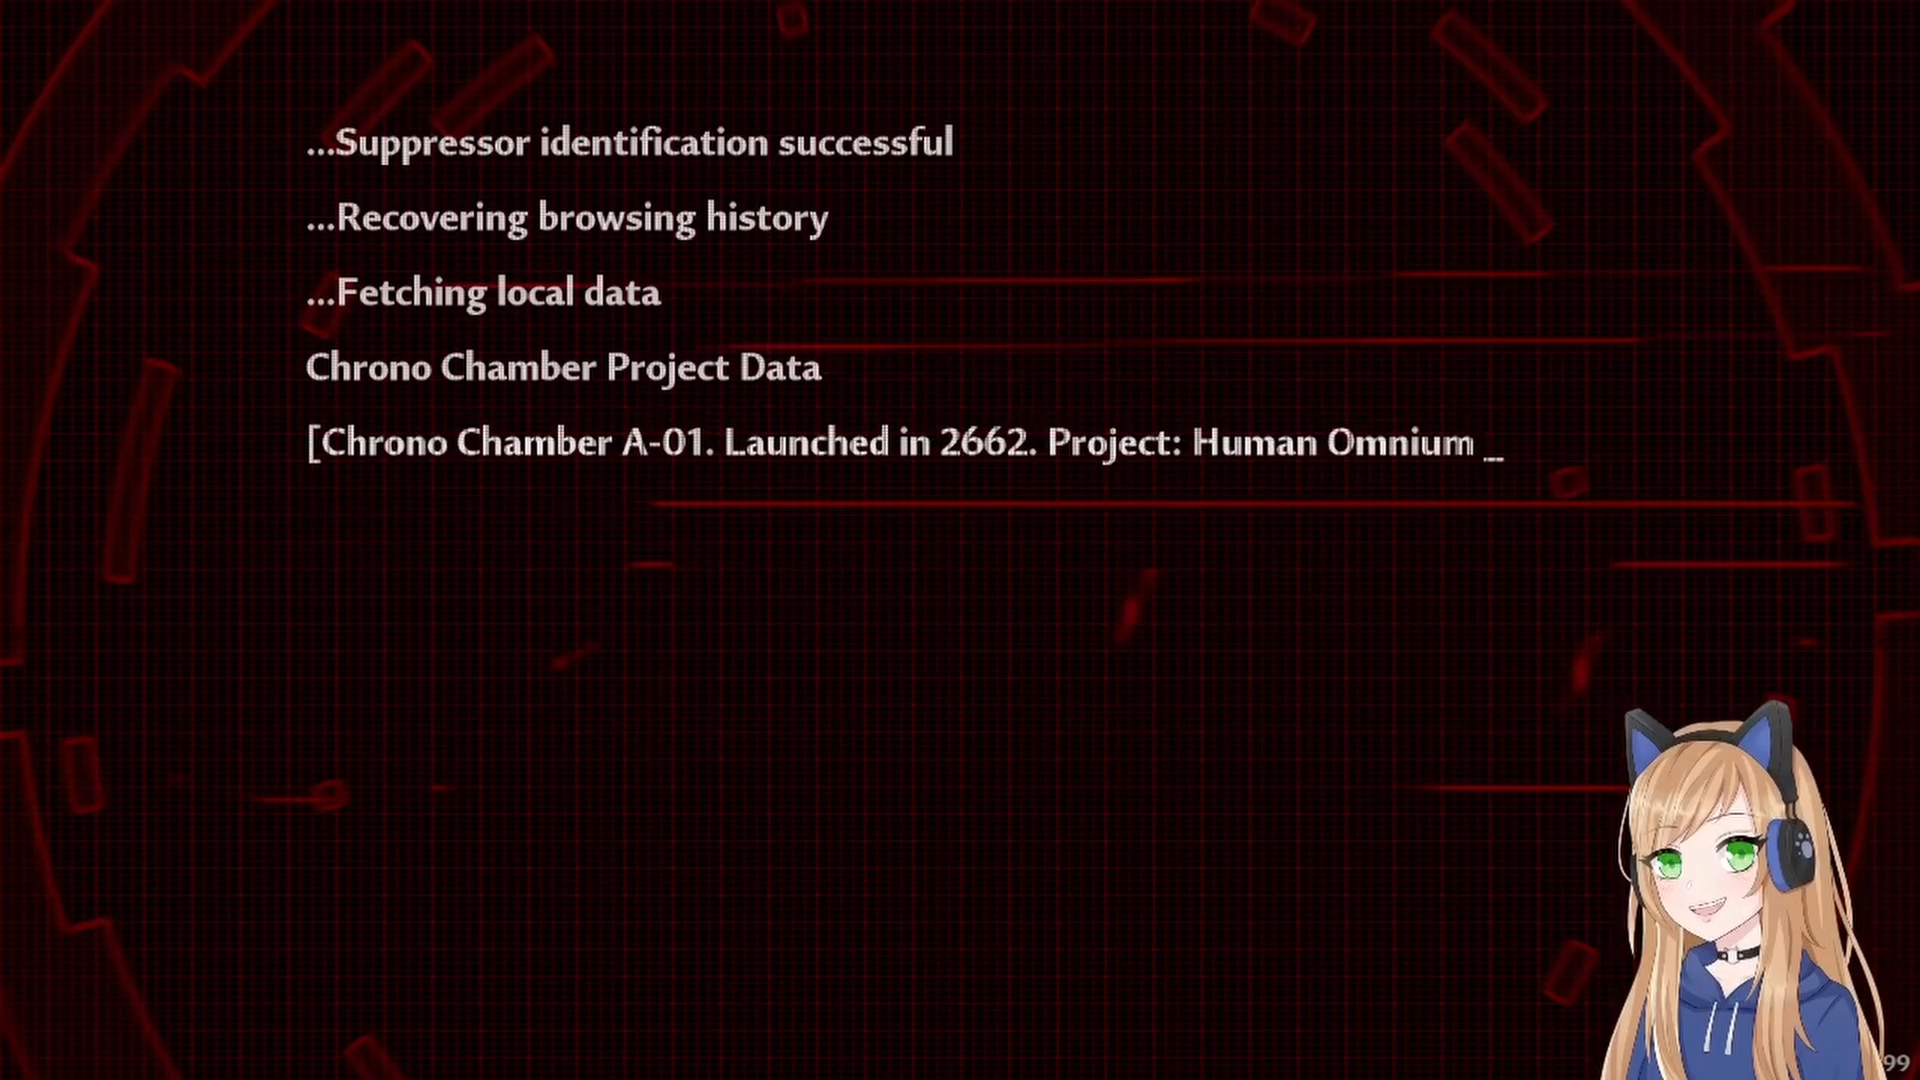 ...Suppressor identification successful
...Recovering browsing history
...Fetching local data
Chrono Chamber Project Data
[Chrono Chamber A-01. Launched in 2662. Project: Human Omnium _
99